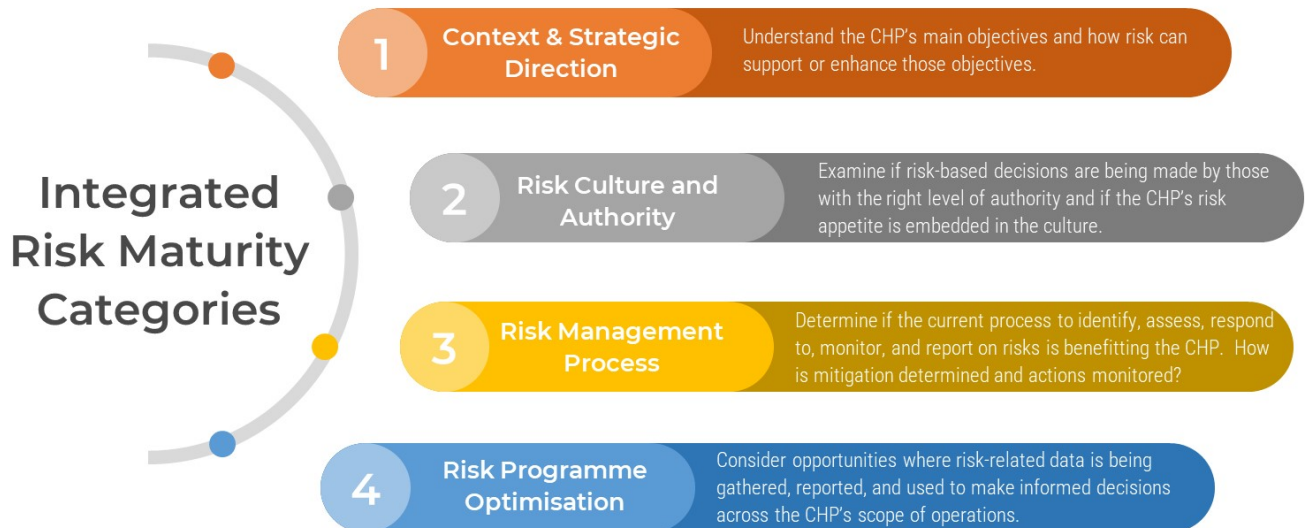 Integrated
Risk Maturity
Categories
1
Context & Strategic
Direction
Understand the CHP's main objectives and how risk can
support or enhance those objectives.
2
Risk Culture and
Authority
Examine if risk-based decisions are being made by those
with the right level of authority and if the CHP's risk
appetite is embedded in the culture.
3
Risk Management
Process
Determine if the current process to identify, assess, respond
to, monitor, and report on risks is benefitting the CHP.  How
is mitigation determined and actions monitored?
4
Risk Programme
Optimisation
Consider opportunities where risk-related data is being
gathered, reported, and used to make informed decisions
across the CHP's scope of operations.